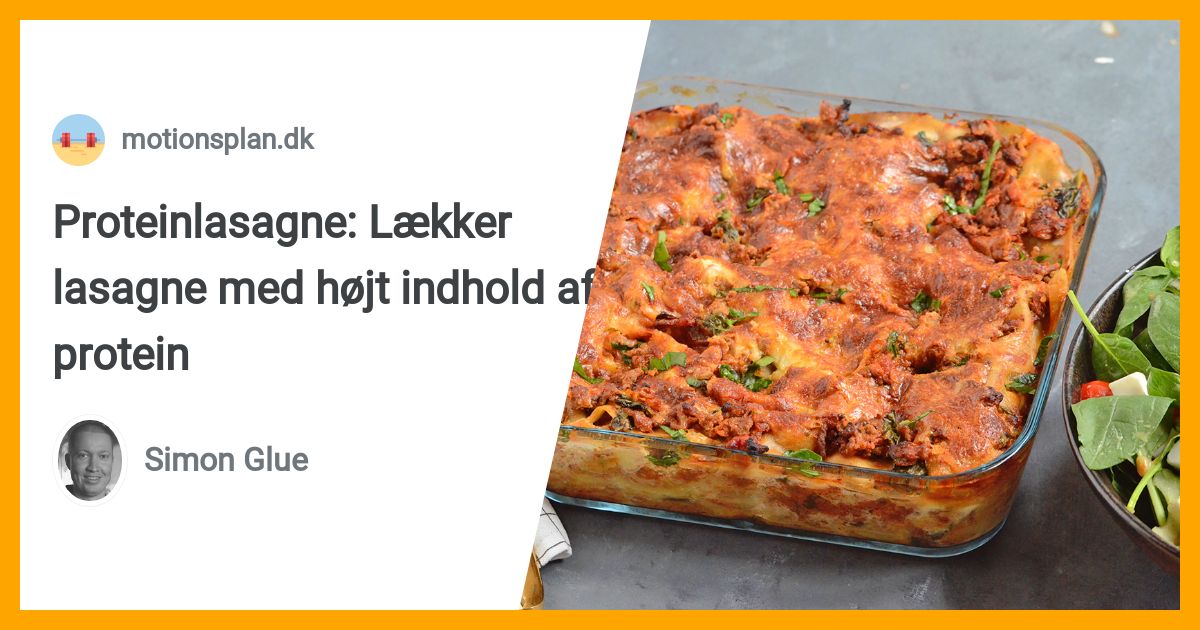 motionsplan.dk
Proteinlasagne: Lækker
lasagne med højt indhold af
protein
Simon Glue